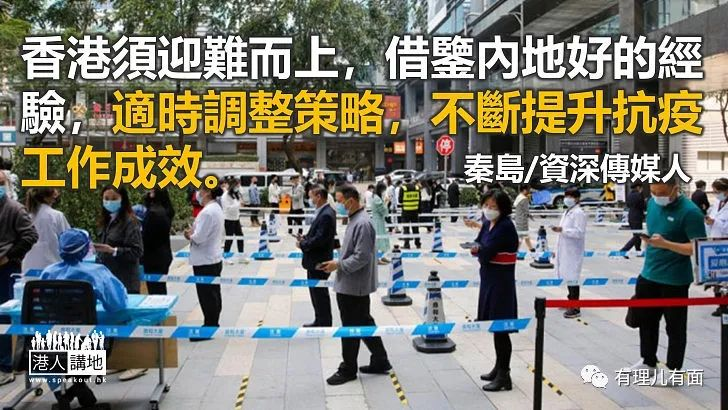 香港須迎難而上，借鑒內地好的經
驗，適時調整策略，不斷提升抗疫
工作成效。
秦島/資深傳媒人
停
港人講地
www.speakout.hk
有理儿有面